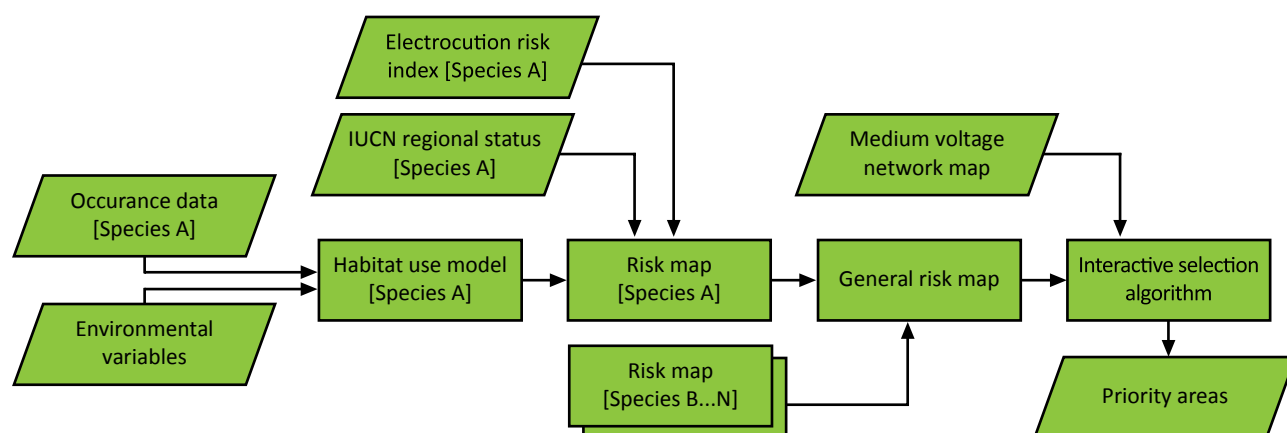 Electrocution risk
index [Species A]
IUCN regional status
[Species A]
Medium voltage
network map
Occurance data
[Species A]
Habitat use model
[Species A]
Risk map
[Species A]
General risk map
Interactive selection
algorithm
Environmental
variables
Risk map
[Species B...N]
Priority areas